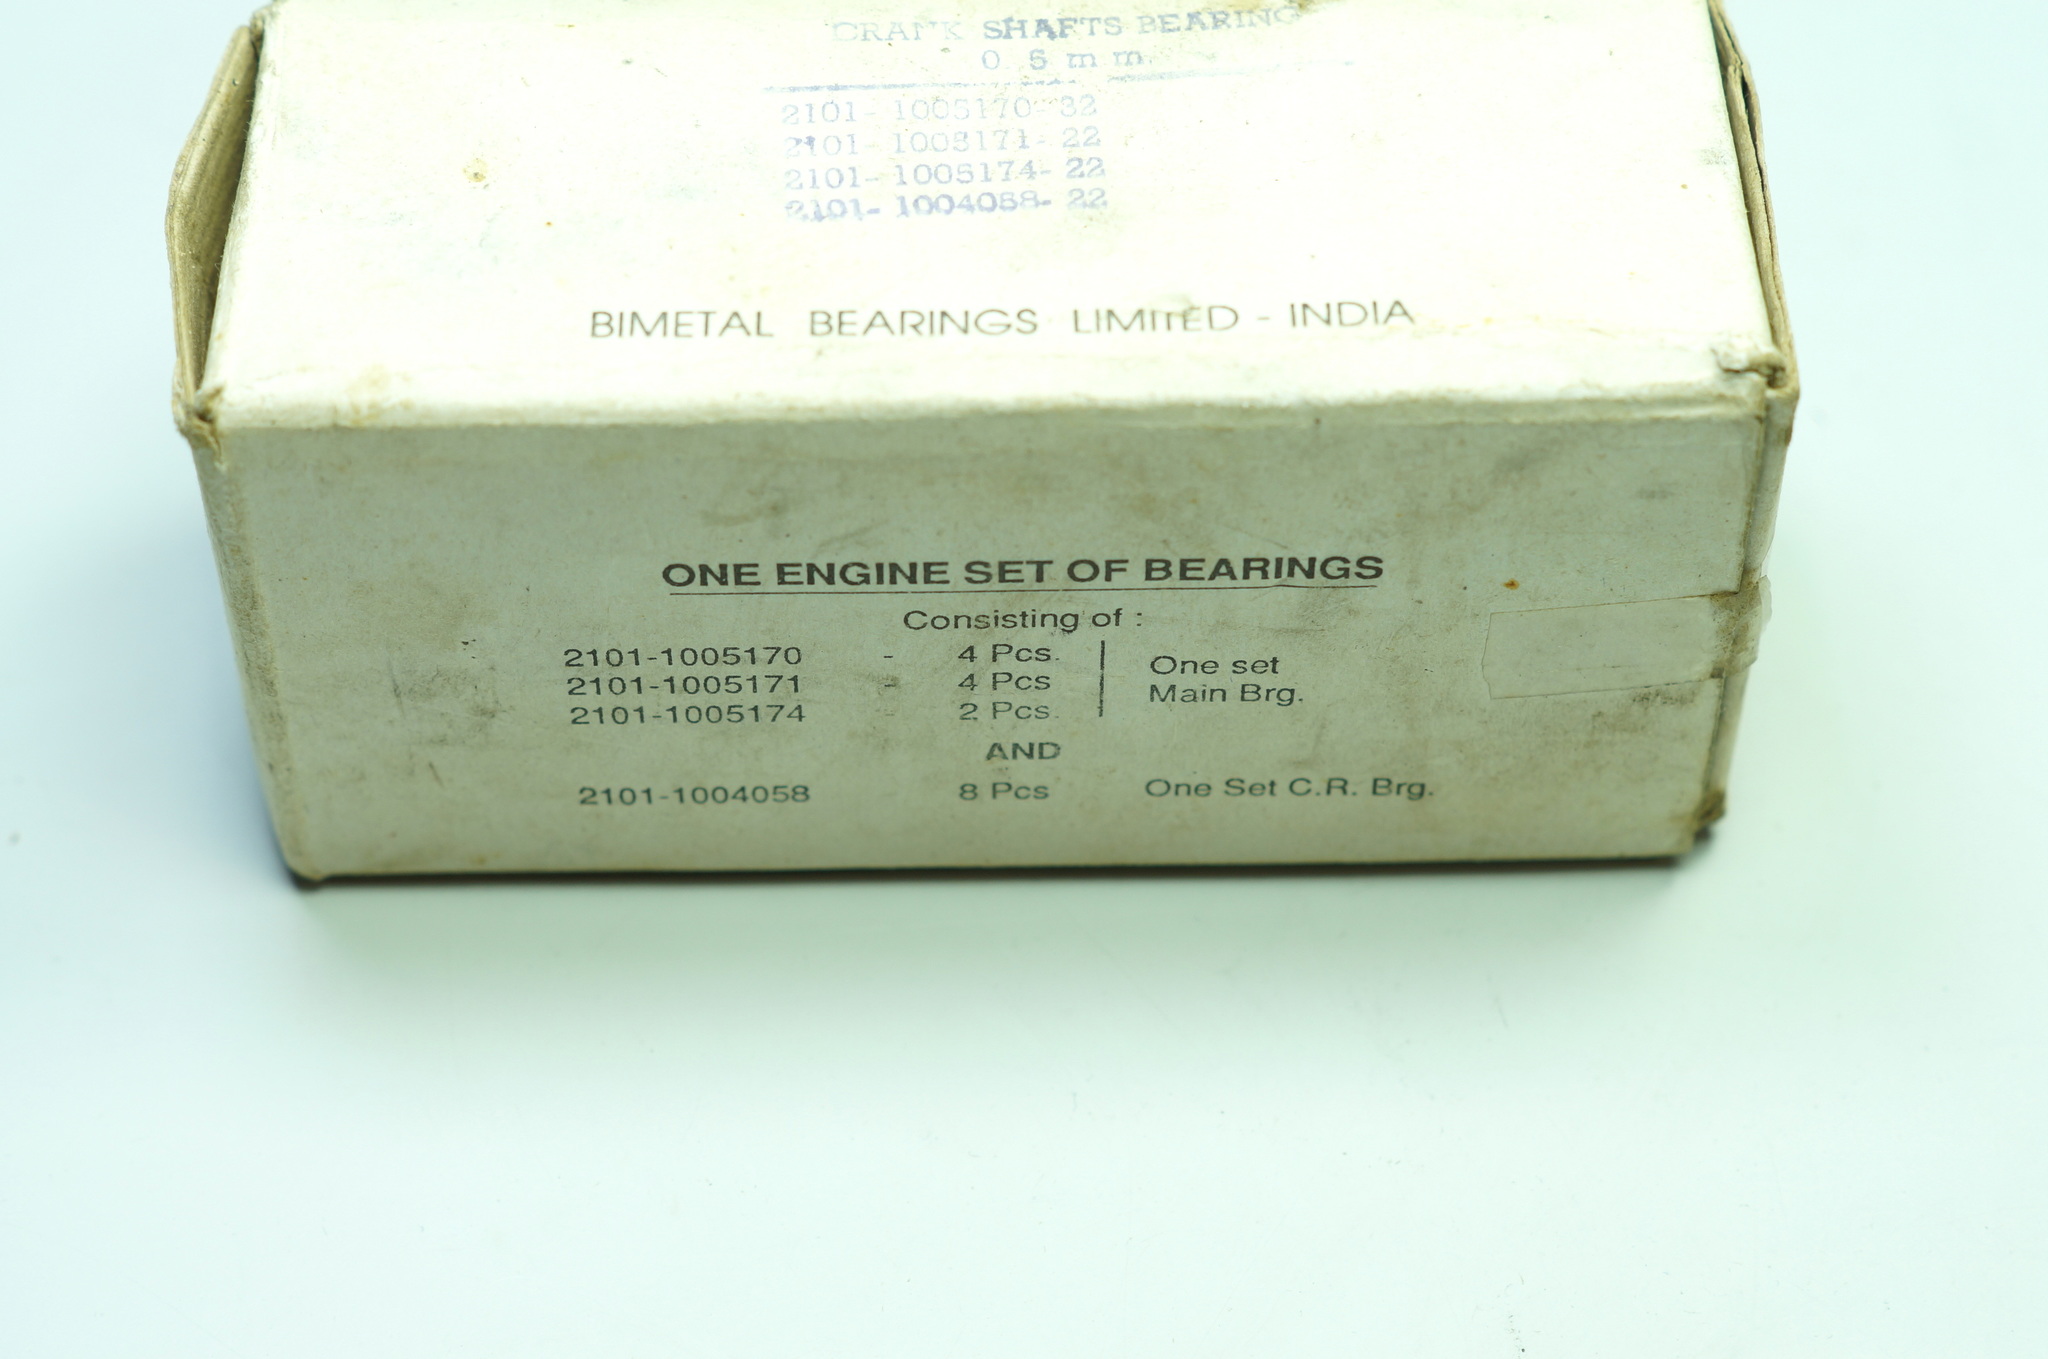 CRANK SHAFTS BEARING
0.5mm
2101-1005170-32
2101-1005171-22
2101-1005174-22
2101-1004058-22
BIMETAL BEARINGS LIMITED - INDIA
ONE ENGINE SET OF BEARINGS
Consisting of :
2101-1005170 - 4 Pcs.
2101-1005171 - 4 Pcs
2101-1005174 - 2 Pcs.
One set
Main Brg.
AND
2101-1004058 8 Pcs One Set C.R. Brg.